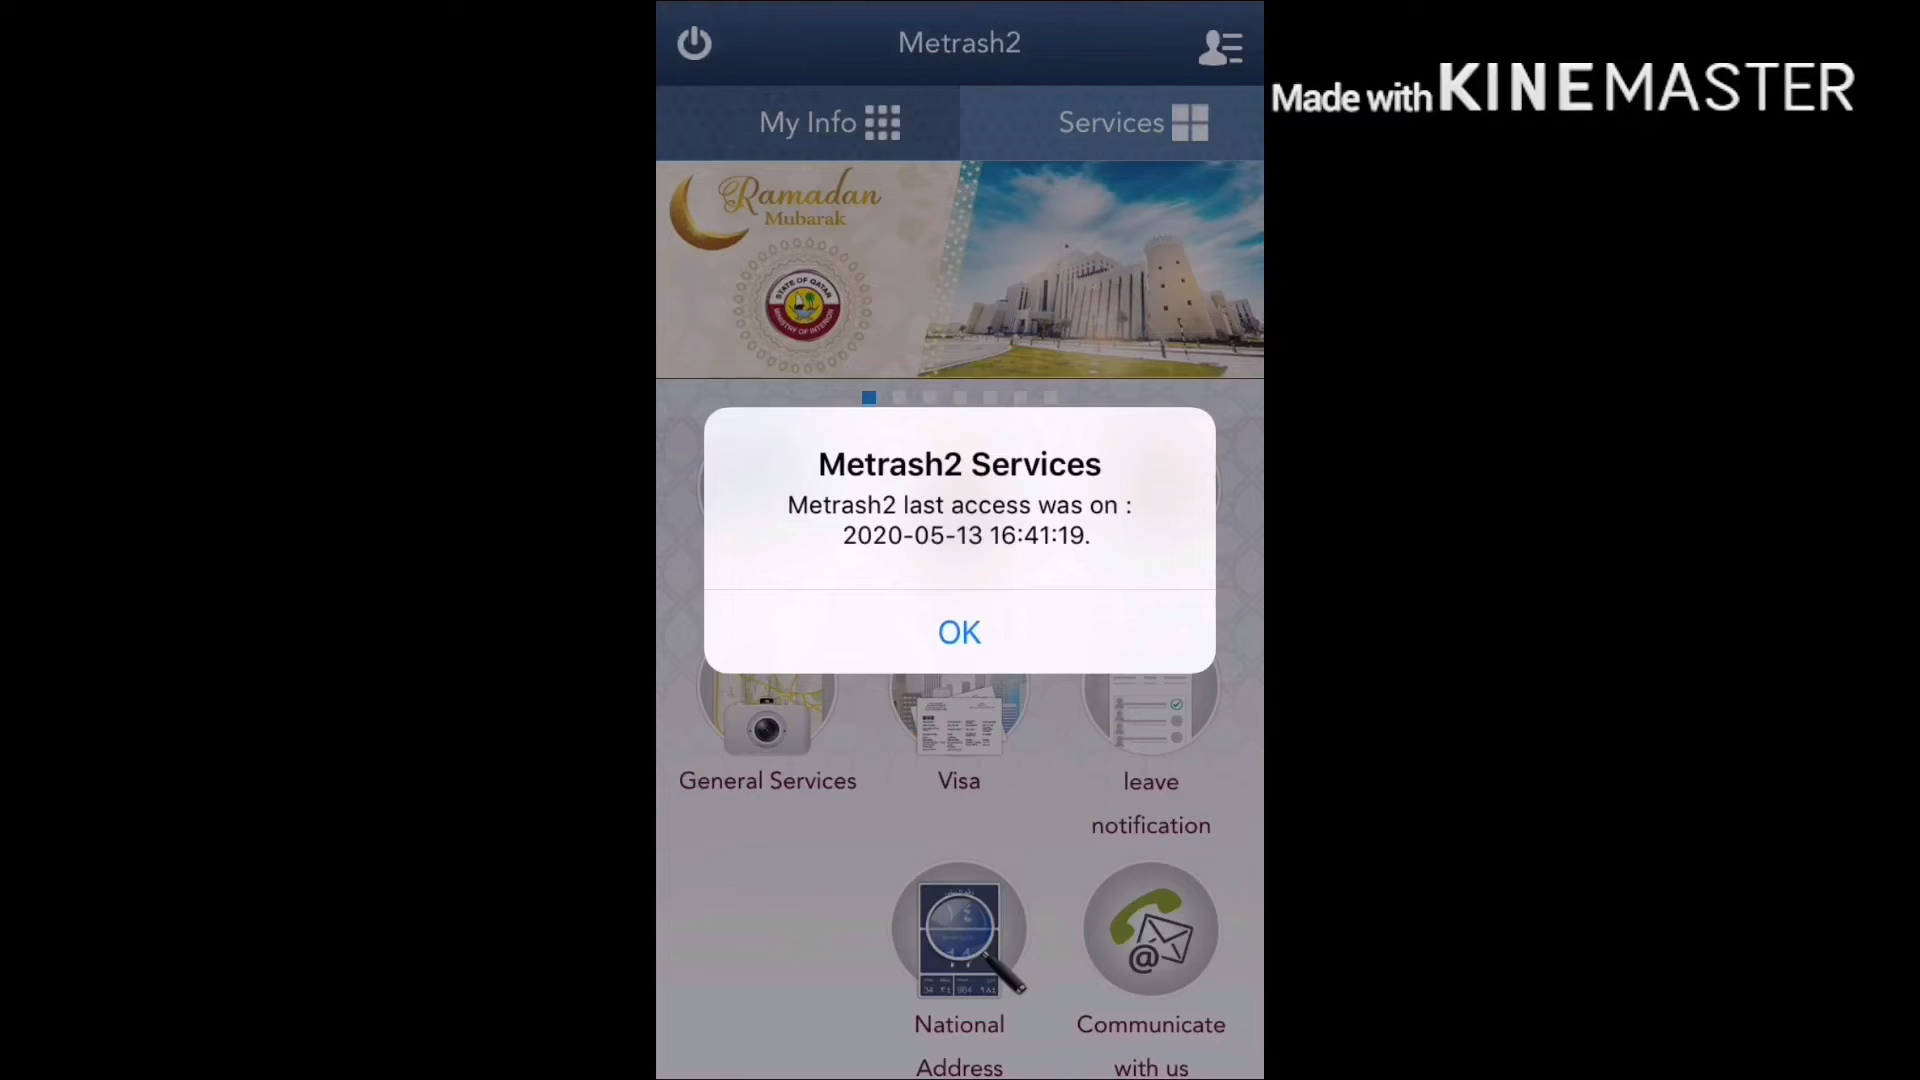 Metrash2
Made with KINEMASTER
My Info
Services
Ramadan
Mubarak
STATE OF QATAR
MINISTRY OF INTERIOR
Metrash2 Services
Metrash2 last access was on :
2020-05-13 16:41:19.
OK
General Services
Visa
leave
notification
National
Address
Communicate
with us